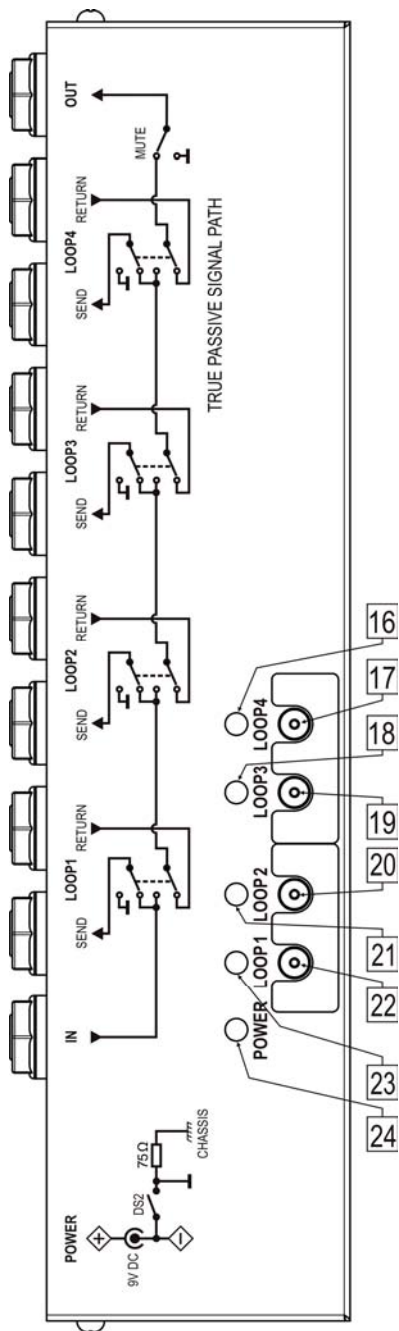 POWER
9V DC
+
−
DS2
75Ω
CHASSIS
IN
LOOP1
SEND
RETURN
LOOP2
SEND
RETURN
LOOP3
SEND
RETURN
LOOP4
SEND
RETURN
OUT
MUTE
TRUE PASSIVE SIGNAL PATH
POWER
LOOP1
LOOP2
LOOP3
LOOP4
24
23
22
21
20
19
18
17
16